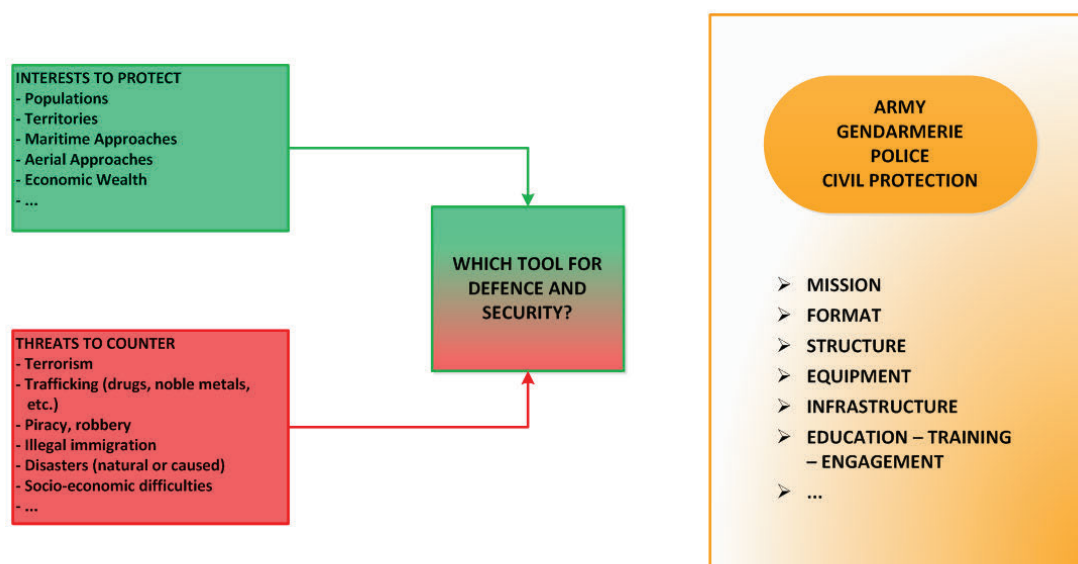 INTERESTS TO PROTECT
- Populations
- Territories
- Maritime Approaches
- Aerial Approaches
- Economic Wealth
- ...
THREATS TO COUNTER
- Terrorism
- Trafficking (drugs, noble metals,
etc.)
- Piracy, robbery
- Illegal immigration
- Disasters (natural or caused)
- Socio-economic difficulties
- ...
WHICH TOOL FOR
DEFENCE AND
SECURITY?
ARMY
GENDARMERIE
POLICE
CIVIL PROTECTION
➢ MISSION
➢ FORMAT
➢ STRUCTURE
➢ EQUIPMENT
➢ INFRASTRUCTURE
➢ EDUCATION – TRAINING
– ENGAGEMENT
➢ ...